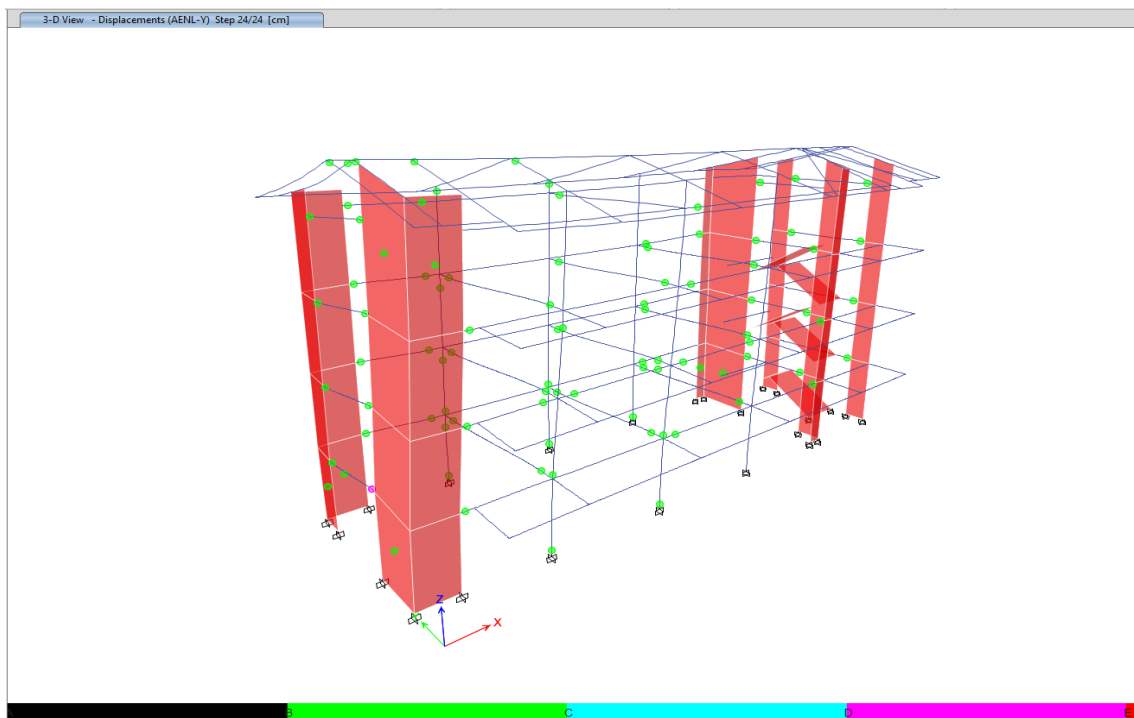 3-D View - Displacements (AENL-Y) Step 24/24 [cm]
Z
X
B C D E